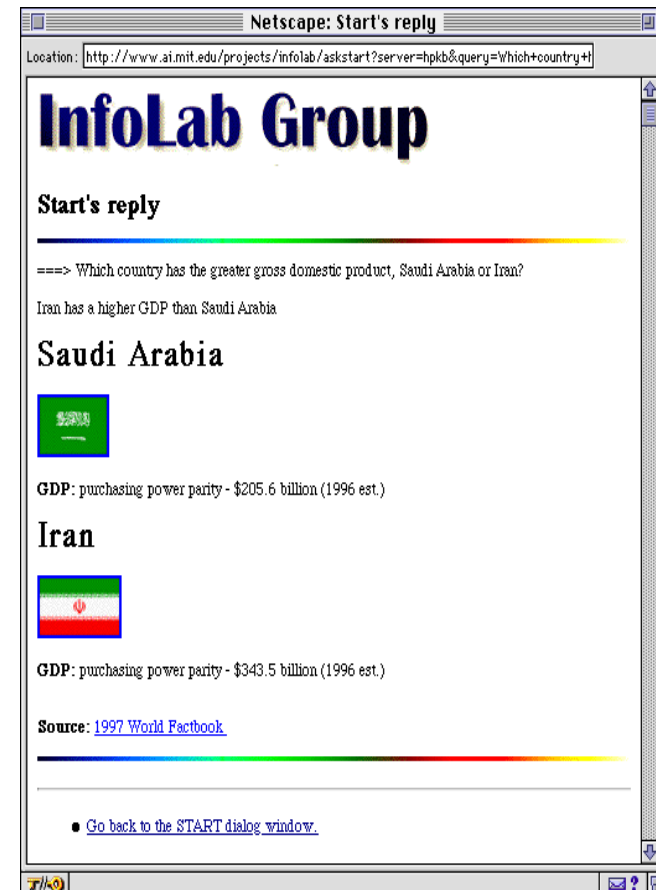 Netscape: Start's reply
Location: http://www.ai.mit.edu/projects/infolab/askstart?server=hpkb&query=Which+country+h
InfoLab Group
Start's reply
===> Which country has the greater gross domestic product, Saudi Arabia or Iran?
Iran has a higher GDP than Saudi Arabia
Saudi Arabia
GDP: purchasing power parity - $205.6 billion (1996 est.)
Iran
GDP: purchasing power parity - $343.5 billion (1996 est.)
Source: 1997 World Factbook
Go back to the START dialog window.
?